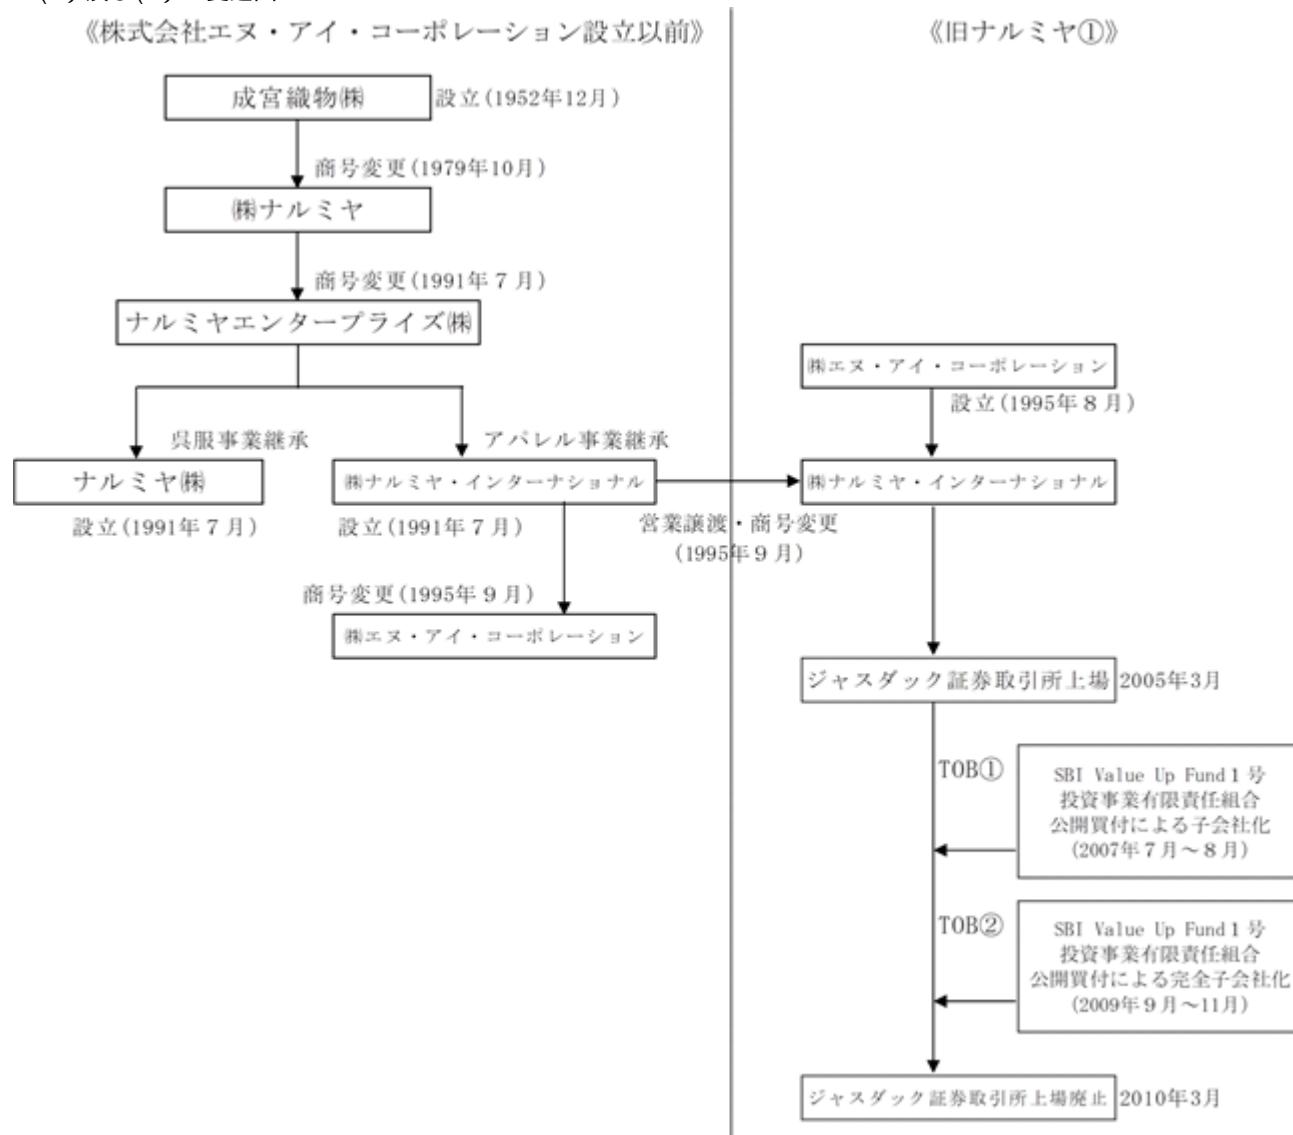 《株式会社エヌ・アイ・コーポレーション設立以前》
成宮織物㈱
設立(1952年12月)
商号変更(1979年10月)
㈱ナルミヤ
商号変更(1991年7月)
ナルミヤエンタープライズ㈱
呉服事業継承
アパレル事業継承
ナルミヤ㈱
㈱ナルミヤ・インターナショナル
設立(1991年7月)
設立(1991年7月)
営業譲渡・商号変更
(1995年9月)
商号変更(1995年9月)
㈱エヌ・アイ・コーポレーション
《旧ナルミヤ①》
㈱エヌ・アイ・コーポレーション
設立(1995年8月)
㈱ナルミヤ・インターナショナル
ジャスダック証券取引所上場
2005年3月
TOB①
SBI Value Up Fund1号
投資事業有限責任組合
公開買付による子会社化
(2007年7月～8月)
TOB②
SBI Value Up Fund1号
投資事業有限責任組合
公開買付による完全子会社化
(2009年9月～11月)
ジャスダック証券取引所上場廃止
2010年3月